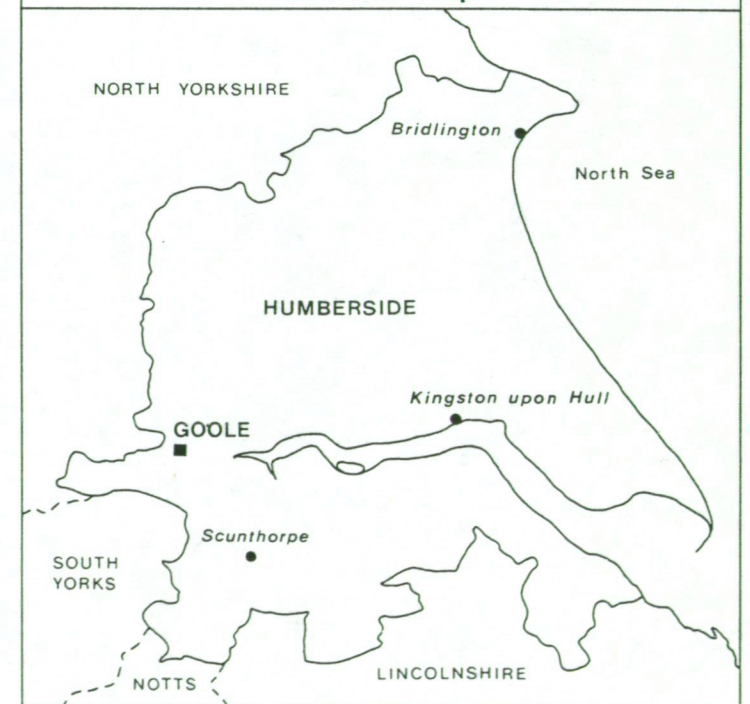 NORTH YORKSHIRE
Bridlington
North Sea
HUMBERSIDE
Kingston upon Hull
GOOLE
Scunthorpe
SOUTH
YORKS
LINCOLNSHIRE
NOTTS